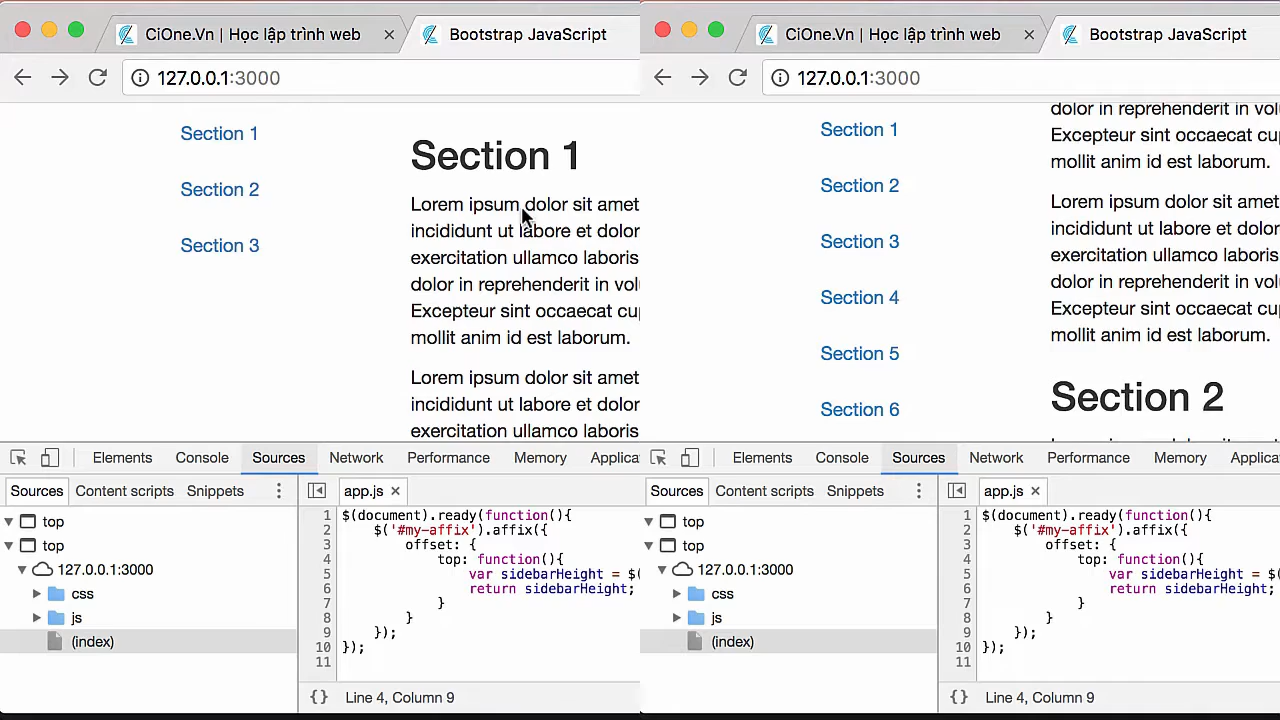 CiOne.Vn | Học lập trình web
Bootstrap JavaScript
127.0.0.1:3000
Section 1
Section 2
Section 3
Section 1
Lorem ipsum dolor sit amet
incididunt ut labore et dolor
exercitation ullamco laboris
dolor in reprehenderit in vol
Excepteur sint occaecat cup
mollit anim id est laborum.
Lorem ipsum dolor sit amet
incididunt ut labore et dolor
exercitation ullamco laboris
Elements Console Sources Network Performance Memory Applica
Sources Content scripts Snippets
top
top
127.0.0.1:3000
css
js
(index)
app.js
1 $(document).ready(function(){
2 $('#my-affix').affix({
3 offset: {
4 top: function(){
5 var sidebarHeight = $(
6 return sidebarHeight;
7 }
8 }
9 });
10 });
11
{} Line 4, Column 9
CiOne.Vn | Học lập trình web
Bootstrap JavaScript
127.0.0.1:3000
Section 1
Section 2
Section 3
Section 4
Section 5
Section 6
dolor in reprehenderit in volu
Excepteur sint occaecat cup
mollit anim id est laborum.
Lorem ipsum dolor sit amet,
incididunt ut labore et dolore
exercitation ullamco laboris
dolor in reprehenderit in volu
Excepteur sint occaecat cup
mollit anim id est laborum.
Section 2
Elements Console Sources Network Performance Memory Applica
Sources Content scripts Snippets
top
top
127.0.0.1:3000
css
js
(index)
app.js
1 $(document).ready(function(){
2 $('#my-affix').affix({
3 offset: {
4 top: function(){
5 var sidebarHeight = $(
6 return sidebarHeight;
7 }
8 }
9 });
10 });
11
{} Line 4, Column 9